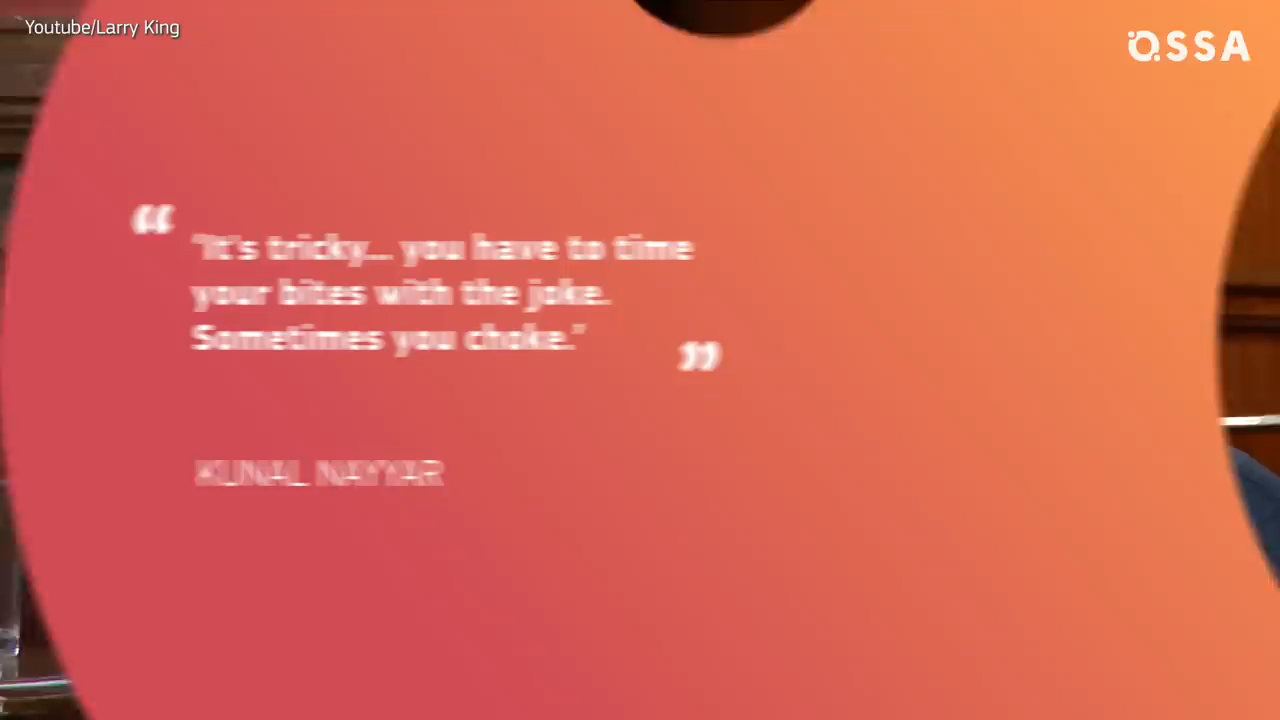 Youtube/Larry King
OSSA
“
"It's tricky... you have to time
your bites with the joke.
Sometimes you choke."
”
KUNAL NAYYAR